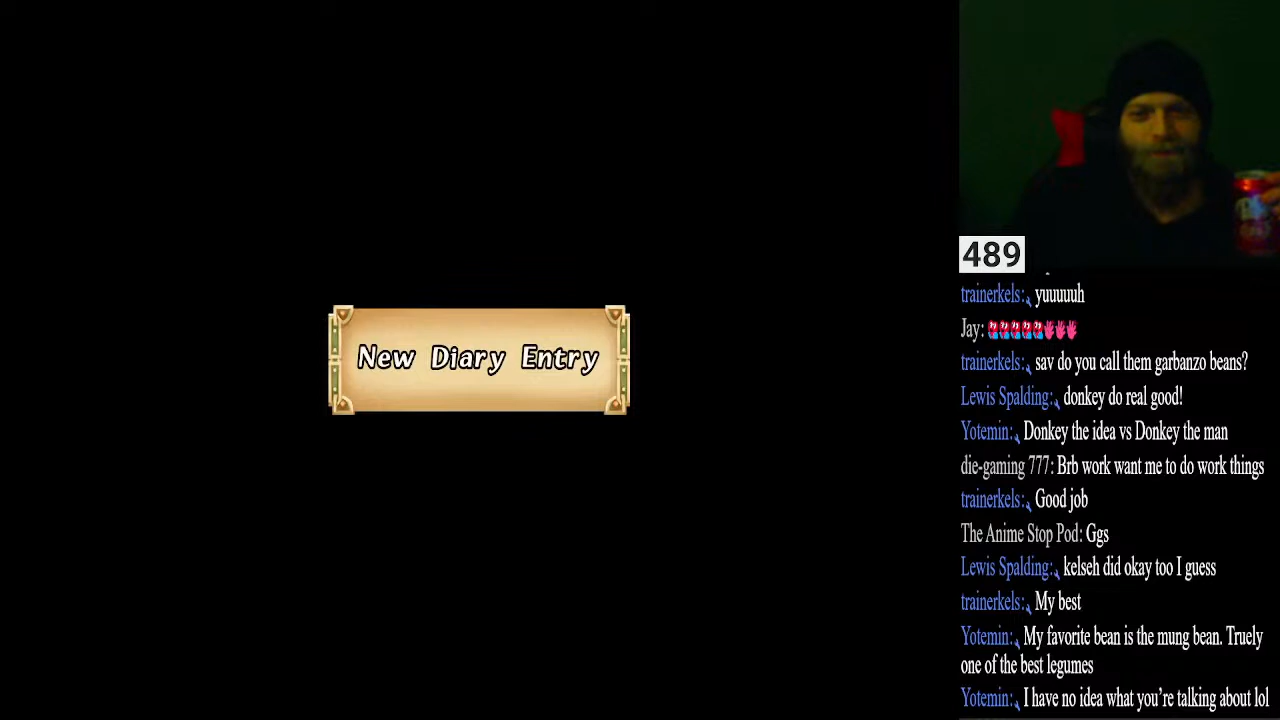 New Diary Entry
489
trainerkels: yuuuuuh
Jay:
trainerkels: sav do you call them garbanzo beans?
Lewis Spalding: donkey do real good!
Yotemin: Donkey the idea vs Donkey the man
die-gaming 777: Brb work want me to do work things
trainerkels: Good job
The Anime Stop Pod: Ggs
Lewis Spalding: kelseh did okay too I guess
trainerkels: My best
Yotemin: My favorite bean is the mung bean. Truely
one of the best legumes
Yotemin: I have no idea what you’re talking about lol